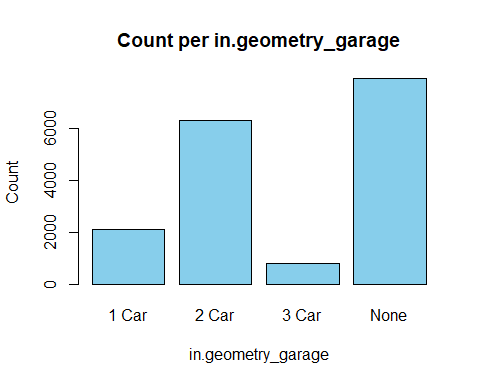 Count per in.geometry_garage
Count
6000
4000
2000
0
1 Car
2 Car
3 Car
None
in.geometry_garage